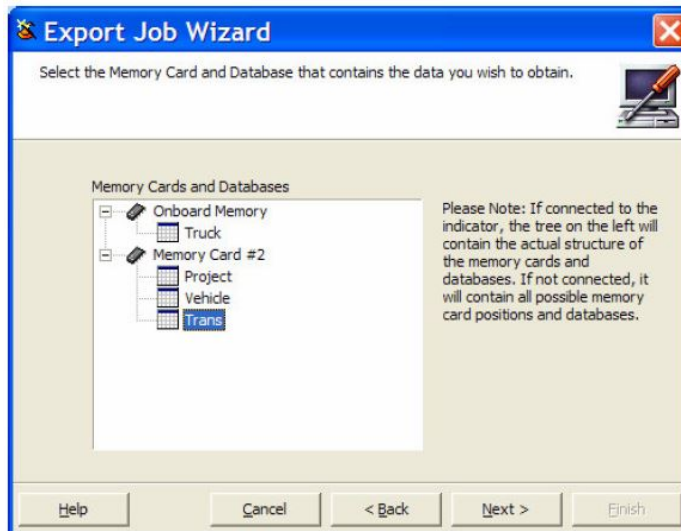 Export Job Wizard
Select the Memory Card and Database that contains the data you wish to obtain.
Memory Cards and Databases
Onboard Memory
Truck
Memory Card #2
Project
Vehicle
Trans
Please Note: If connected to the
indicator, the tree on the left will
contain the actual structure of
the memory cards and
databases. If not connected, it
will contain all possible memory
card positions and databases.
Help
Cancel
< Back
Next >
Finish